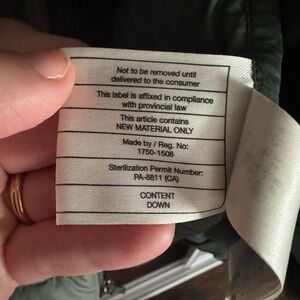 Not to be removed until
delivered to the consumer
This label is affixed in compliance
with provincial law
This article contains
NEW MATERIAL ONLY
Made by / Reg. No:
1750-1508
Sterilization Permit Number:
PA-8811 (CA)
CONTENT
DOWN